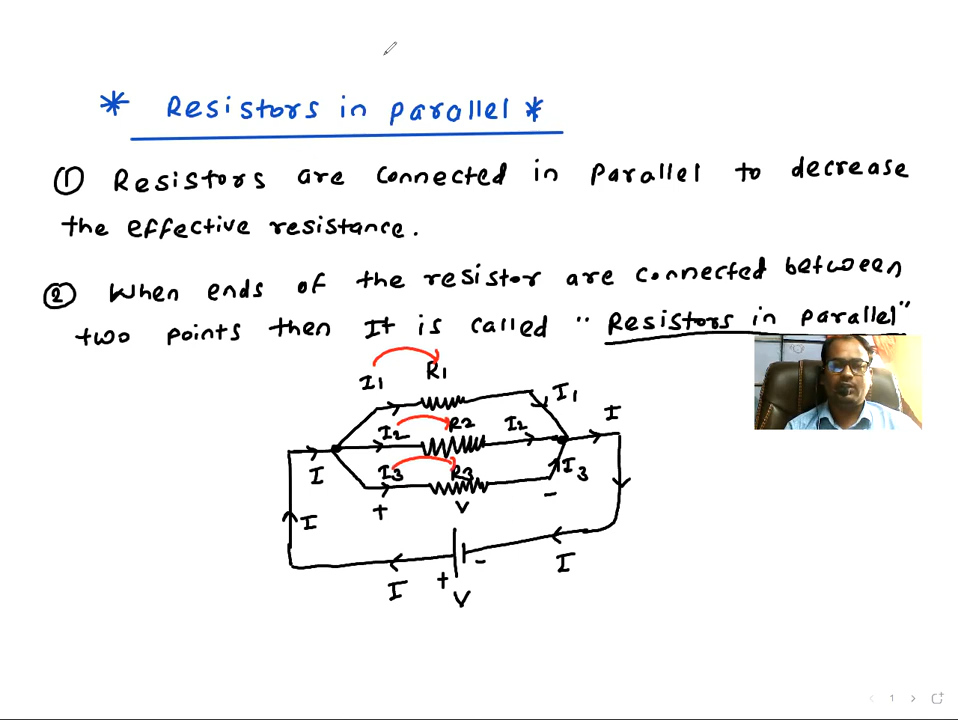 * Resistors in parallel *
① Resistors are connected in parallel to decrease
the effective resistance.
② When ends of the resistor are connected between
two points then It is called "Resistors in parallel"
I1 R1 I1
I2 R2 I2 I
I I3 R3 I3
+ V -
I
+ - I
I V
1